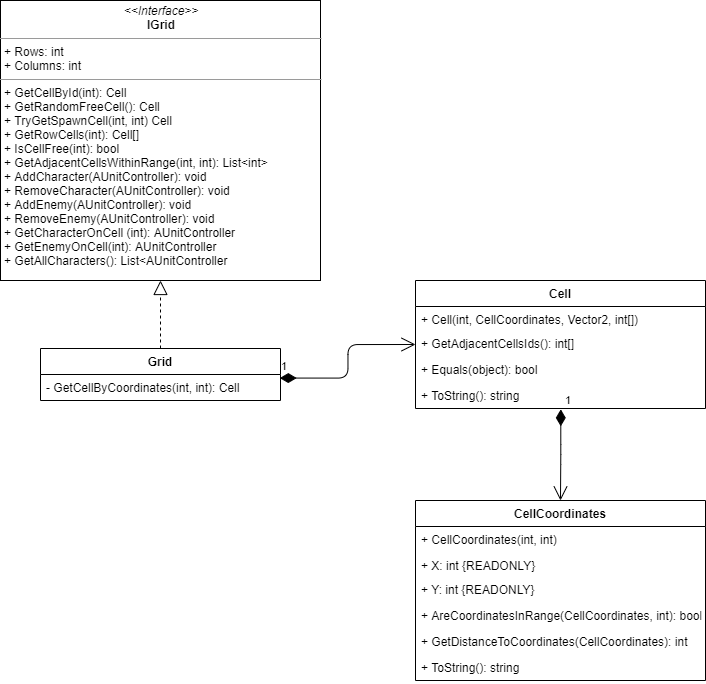 <<Interface>>
IGrid
+ Rows: int
+ Columns: int
+ GetCellById(int): Cell
+ GetRandomFreeCell(): Cell
+ TryGetSpawnCell(int, int) Cell
+ GetRowCells(int): Cell[]
+ IsCellFree(int): bool
+ GetAdjacentCellsWithinRange(int, int): List<int>
+ AddCharacter(AUnitController): void
+ RemoveCharacter(AUnitController): void
+ AddEnemy(AUnitController): void
+ RemoveEnemy(AUnitController): void
+ GetCharacterOnCell (int): AUnitController
+ GetEnemyOnCell(int): AUnitController
+ GetAllCharacters(): List<AUnitController
Grid
- GetCellByCoordinates(int, int): Cell
1
Cell
+ Cell(int, CellCoordinates, Vector2, int[])
+ GetAdjacentCellsIds(): int[]
+ Equals(object): bool
+ ToString(): string
1
CellCoordinates
+ CellCoordinates(int, int)
+ X: int {READONLY}
+ Y: int {READONLY}
+ AreCoordinatesInRange(CellCoordinates, int): bool
+ GetDistanceToCoordinates(CellCoordinates): int
+ ToString(): string